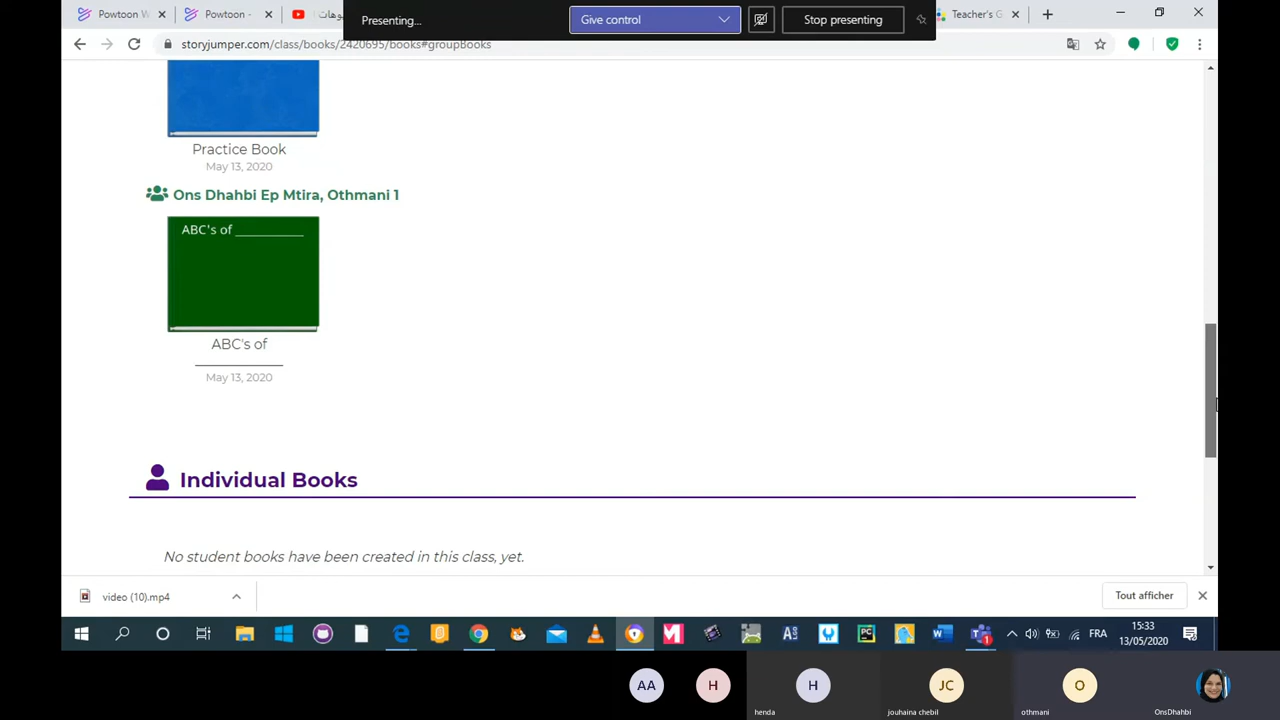 Powtoon W
Powtoon -
Presenting...
Give control
Stop presenting
Teacher's G
storyjumper.com/class/books/2420695/books#groupBooks
Practice Book
May 13, 2020
Ons Dhahbi Ep Mtira, Othmani 1
ABC's of __________
ABC's of
__________
May 13, 2020
Individual Books
No student books have been created in this class, yet.
video (10).mp4
Tout afficher
FRA
15:33
13/05/2020
AA
H
H
JC
O
henda
jouhaina chebil
othmani
OnsDhahbi